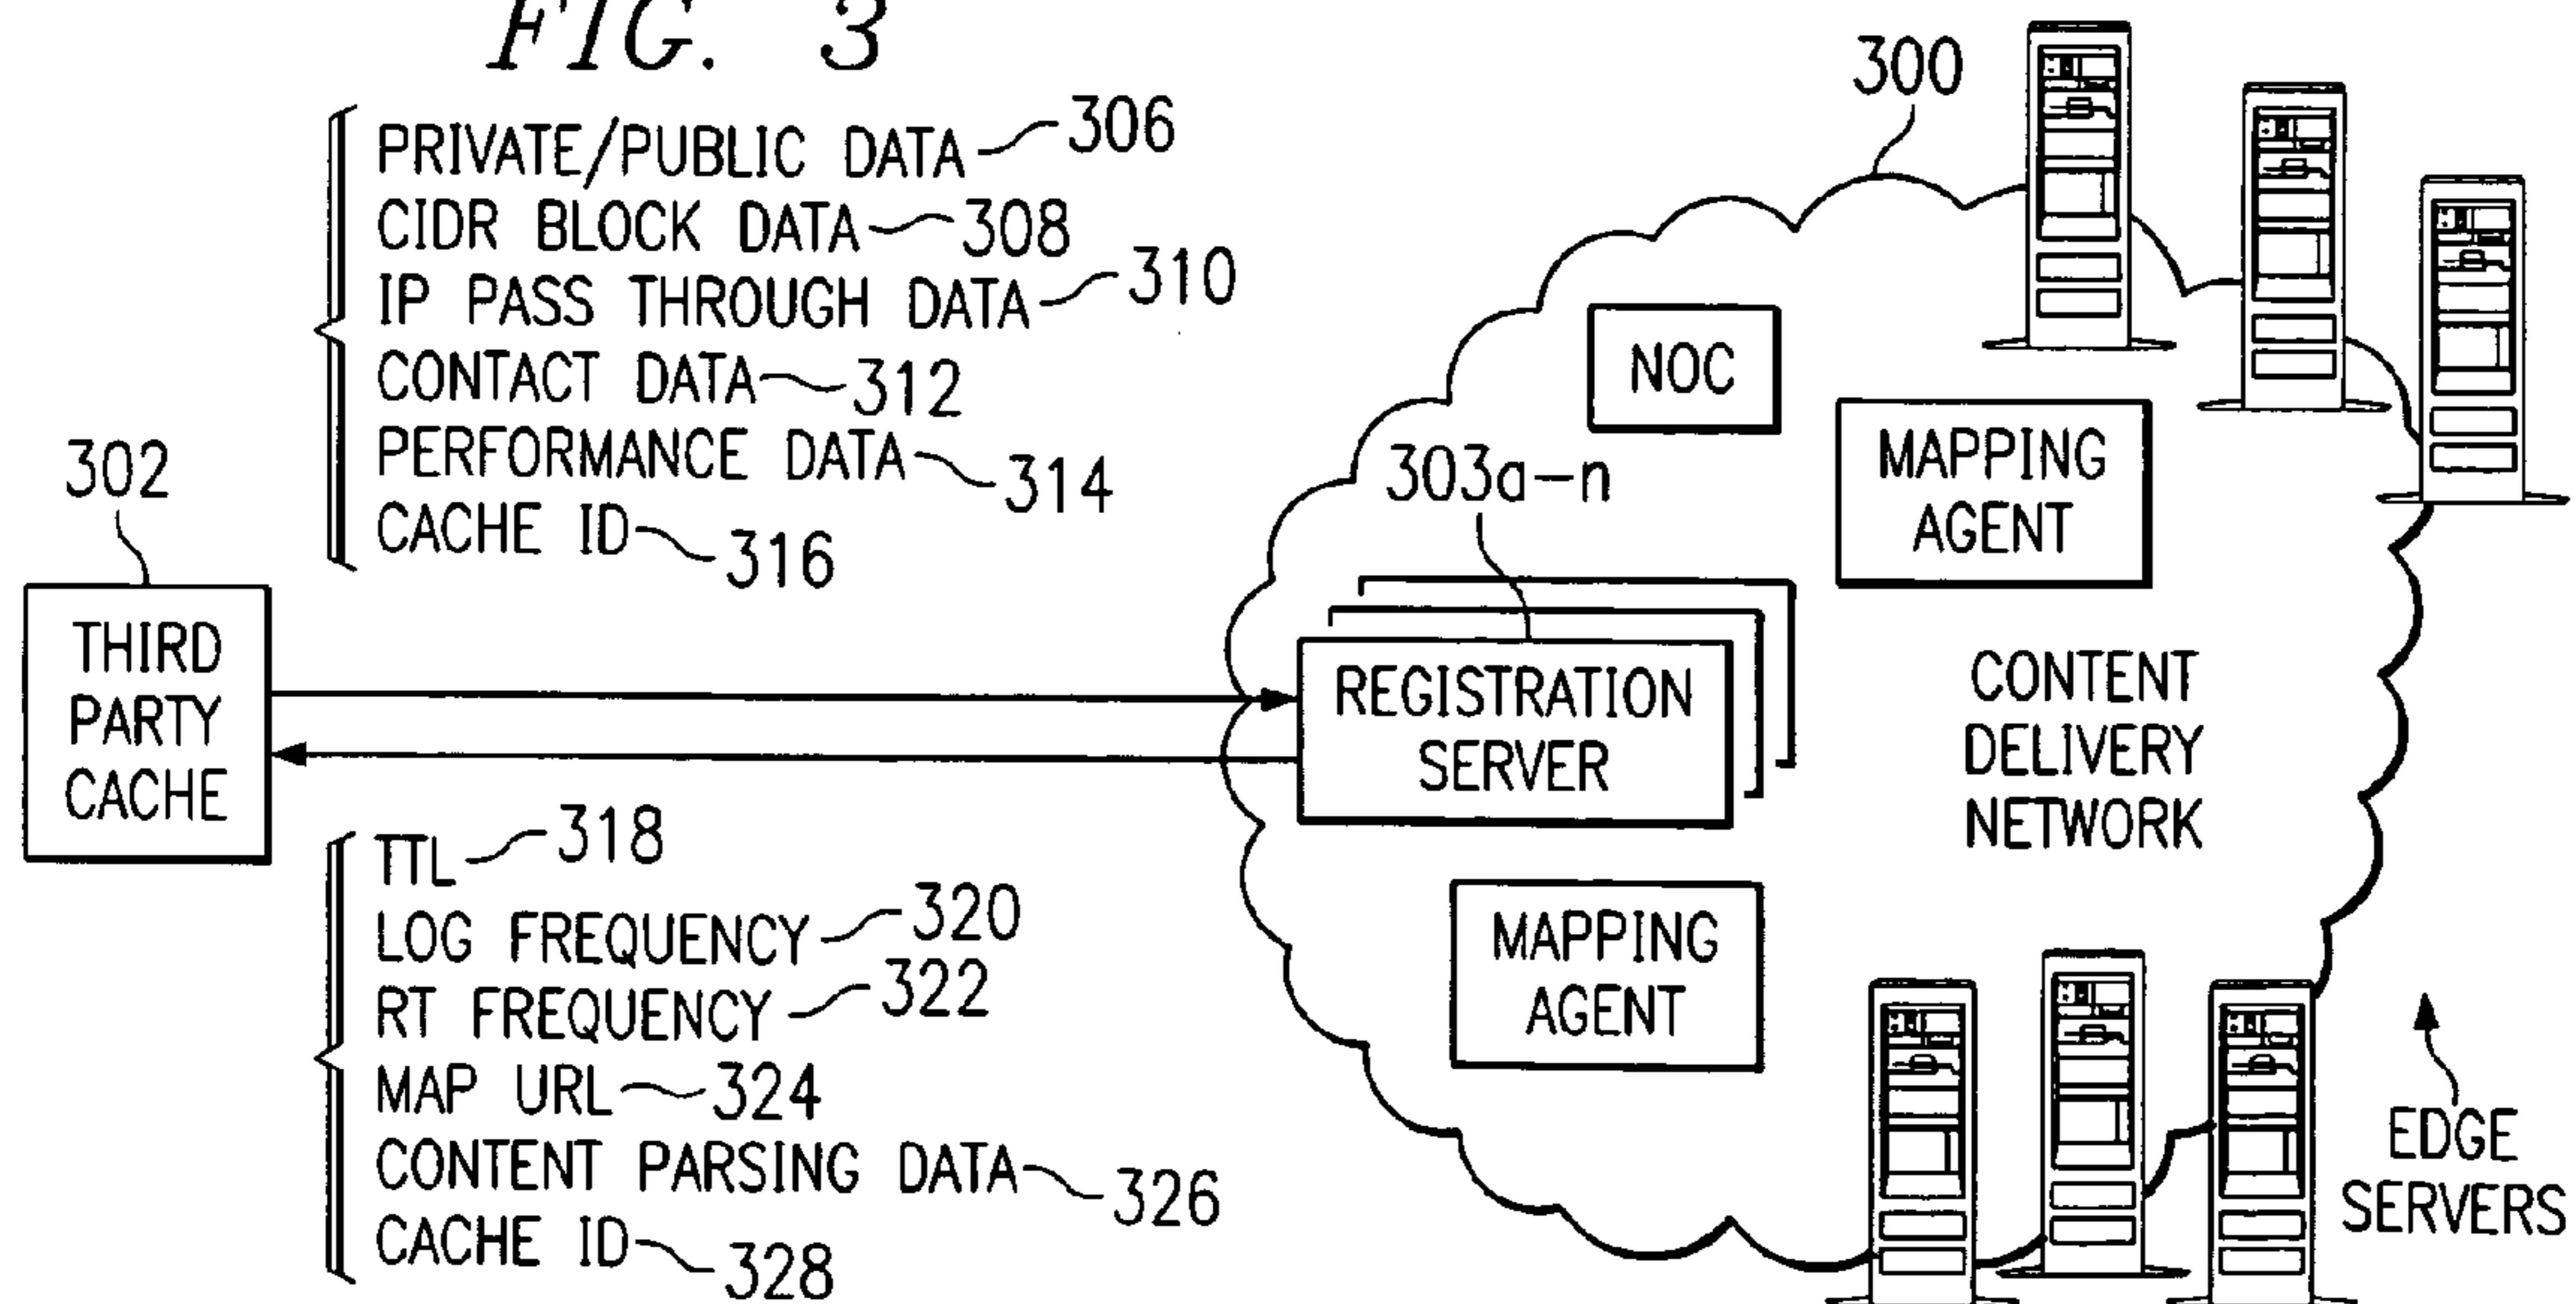 FIG. 3
PRIVATE/PUBLIC DATA 306
CIDR BLOCK DATA 308
IP PASS THROUGH DATA 310
CONTACT DATA 312
PERFORMANCE DATA 314
CACHE ID 316
302
THIRD
PARTY
CACHE
TTL 318
LOG FREQUENCY 320
RT FREQUENCY 322
MAP URL 324
CONTENT PARSING DATA 326
CACHE ID 328
300
NOC
MAPPING
AGENT
303a-n
REGISTRATION
SERVER
CONTENT
DELIVERY
NETWORK
MAPPING
AGENT
EDGE
SERVERS